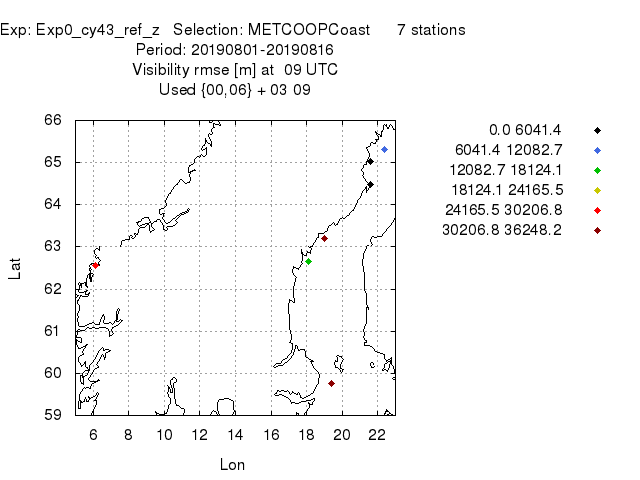 Exp: Exp0_cy43_ref_z   Selection: METCOOPCoast      7 stations
Period: 20190801-20190816
Visibility rmse [m] at  09 UTC
Used {00,06} + 03 09
66
65
64
63
62
61
60
59
Lat
6 8 10 12 14 16 18 20 22
Lon
0.0 6041.4
6041.4 12082.7
12082.7 18124.1
18124.1 24165.5
24165.5 30206.8
30206.8 36248.2